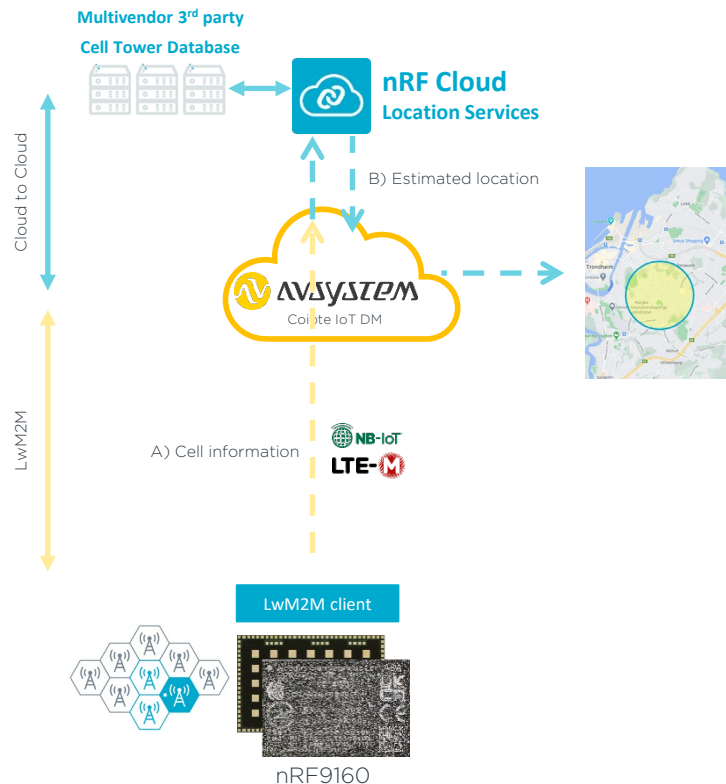 Multivendor 3rd party
Cell Tower Database
nRF Cloud
Location Services
Cloud to Cloud
B) Estimated location
Trondheim
AVSYSTEM
Coiote IoT DM
LwM2M
A) Cell information
NB-IoT
LTE-M
LwM2M client
nRF9160